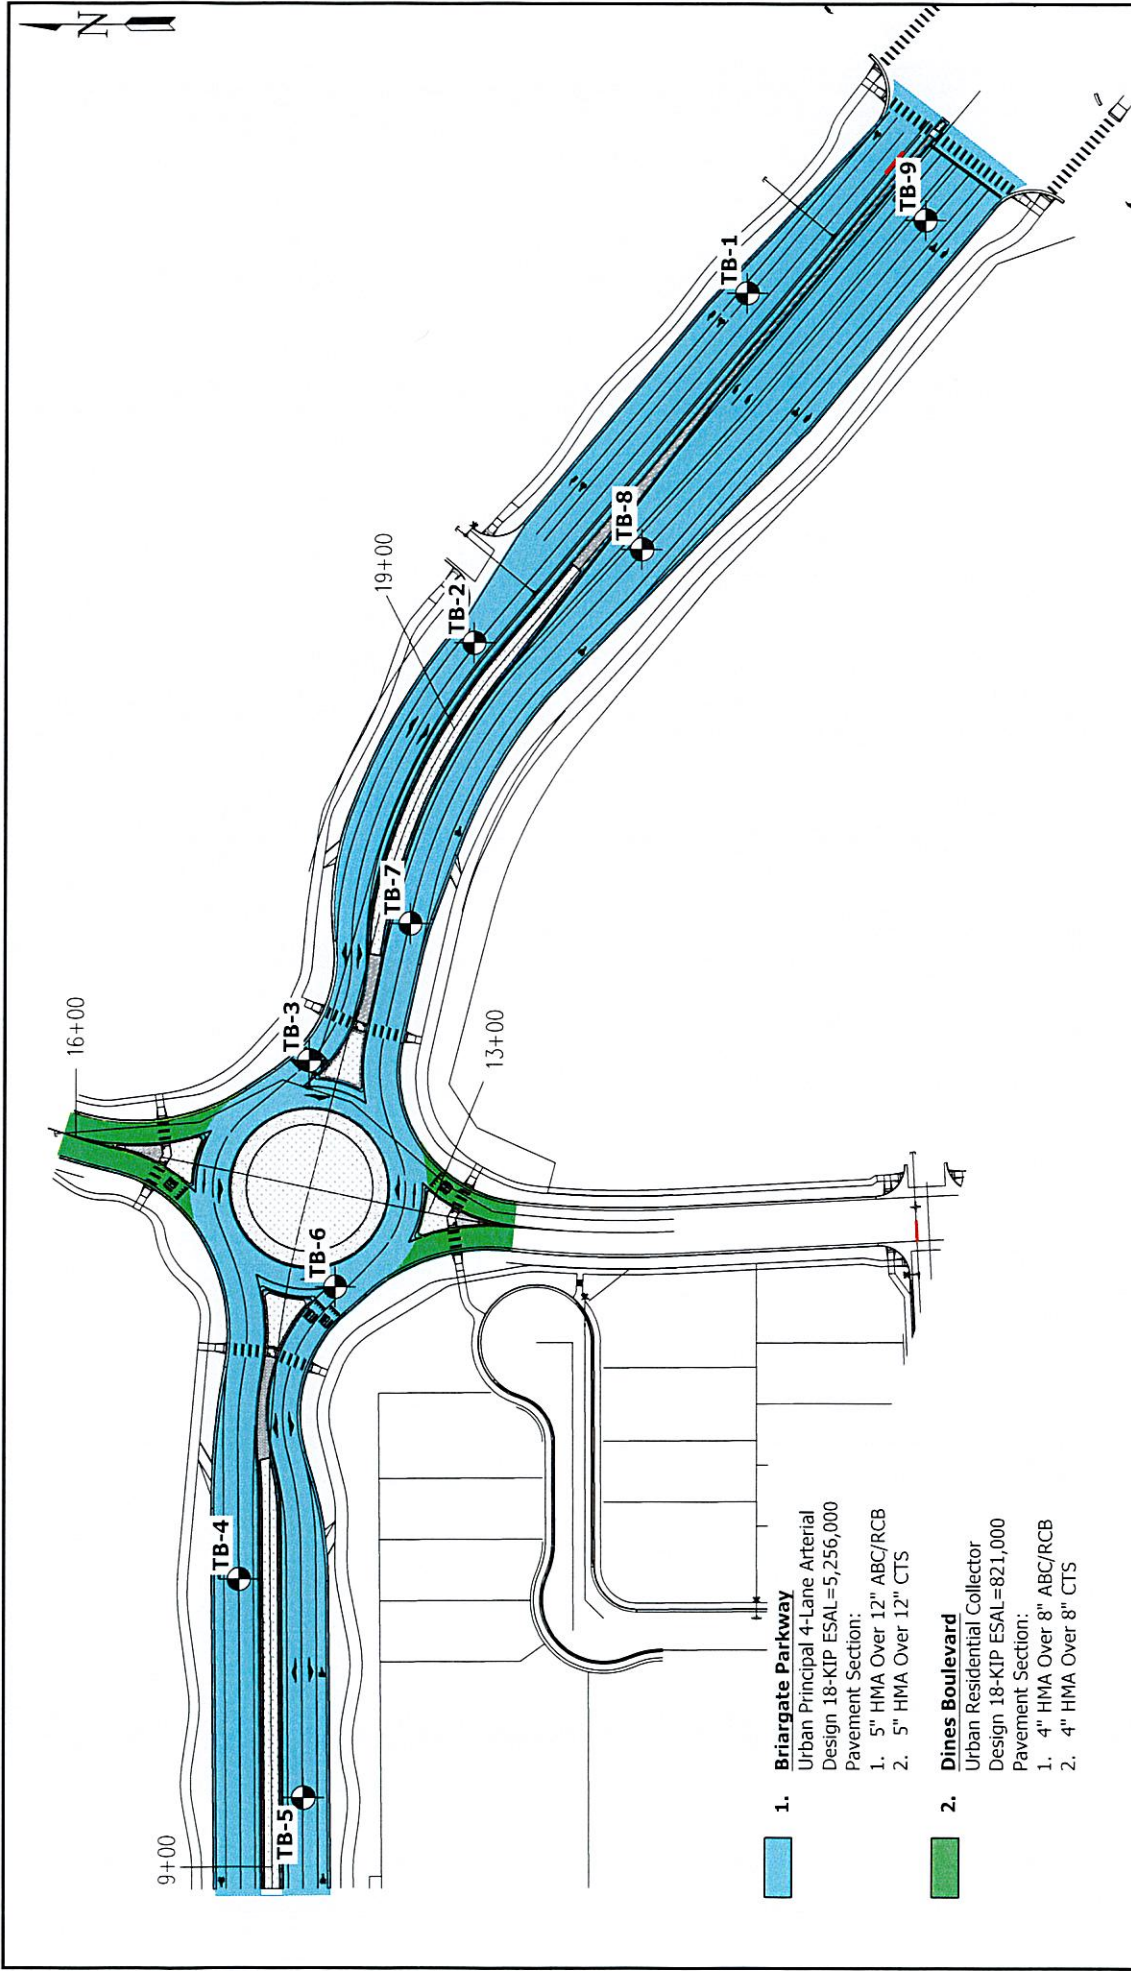 N
16+00
19+00
13+00
9+00
TB-1
TB-2
TB-3
TB-4
TB-5
TB-6
TB-7
TB-8
TB-9
1. Briargate Parkway
Urban Principal 4-Lane Arterial
Design 18-KIP ESAL=5,256,000
Pavement Section:
1. 5" HMA Over 12" ABC/RCB
2. 5" HMA Over 12" CTS
2. Dines Boulevard
Urban Residential Collector
Design 18-KIP ESAL=821,000
Pavement Section:
1. 4" HMA Over 8" ABC/RCB
2. 4" HMA Over 8" CTS